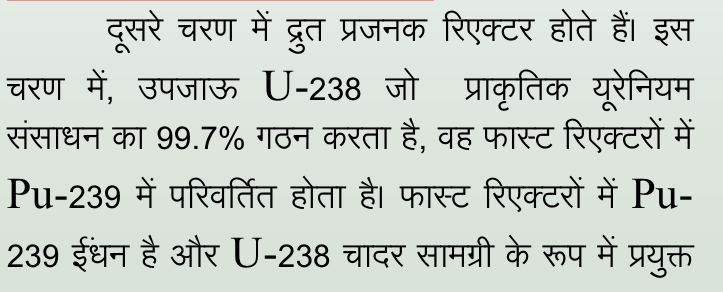 दूसरे चरण में द्रुत प्रजनक रिएक्टर होते हैं। इस
चरण में, उपजाऊ U-238 जो प्राकृतिक यूरेनियम
संसाधन का 99.7% गठन करता है, वह फास्ट रिएक्टरों में
Pu-239 में परिवर्तित होता है। फास्ट रिएक्टरों में Pu-
239 ईधंन है और U-238 चादर सामग्री के रूप में प्रयुक्त